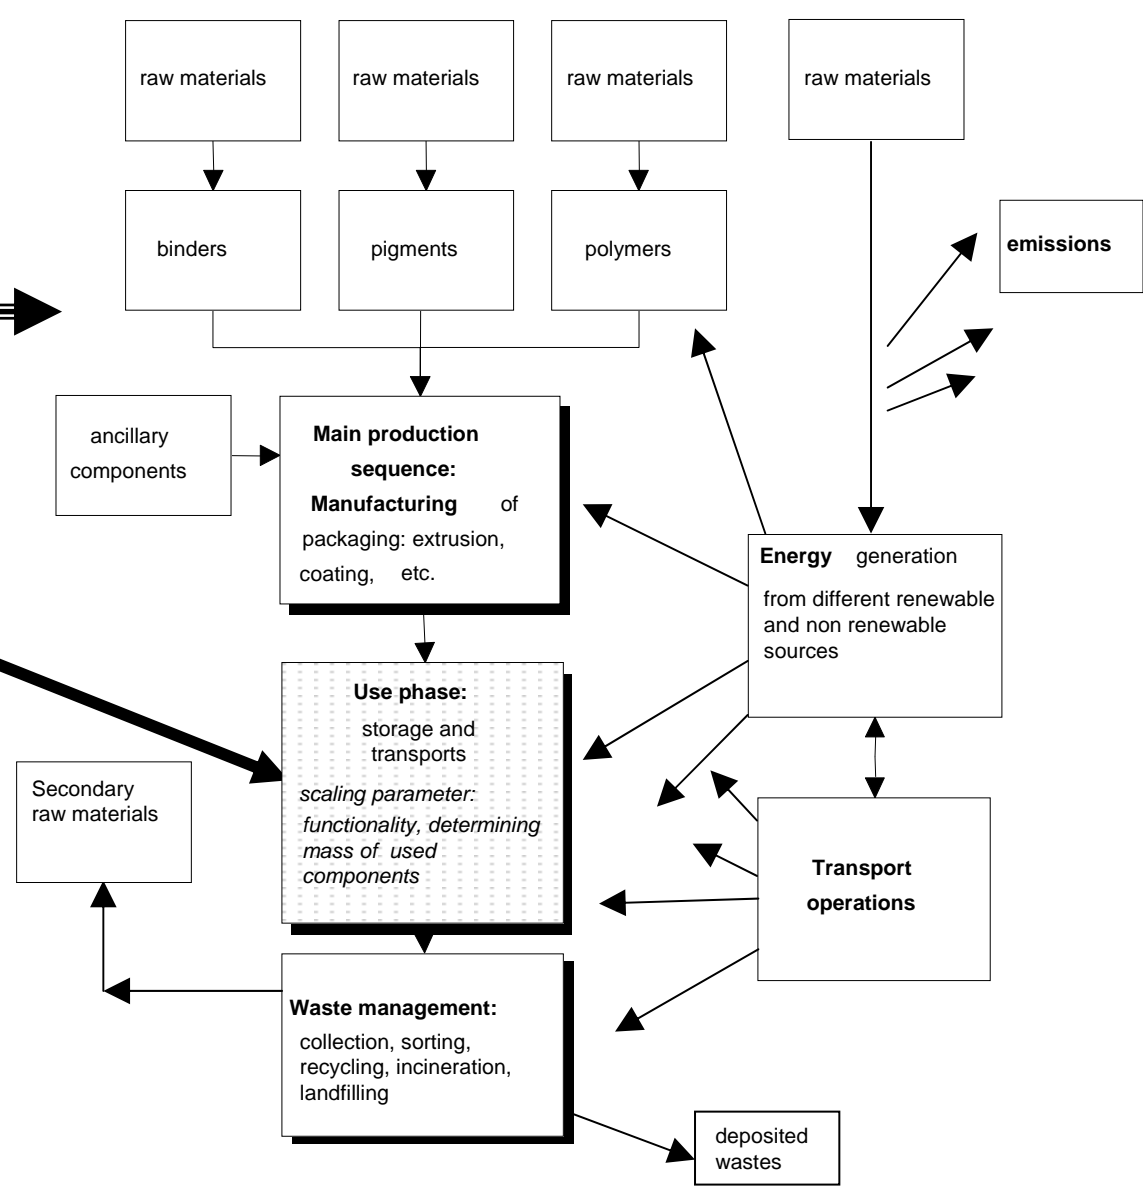 raw materials
raw materials
raw materials
raw materials
binders
pigments
polymers
emissions
ancillary
components
Main production
sequence:
Manufacturing of
packaging: extrusion,
coating, etc.
Energy generation
from different renewable
and non renewable
sources
Use phase:
storage and
transports
scaling parameter:
functionality, determining
mass of used
components
Secondary
raw materials
Transport
operations
Waste management:
collection, sorting,
recycling, incineration,
landfilling
deposited
wastes